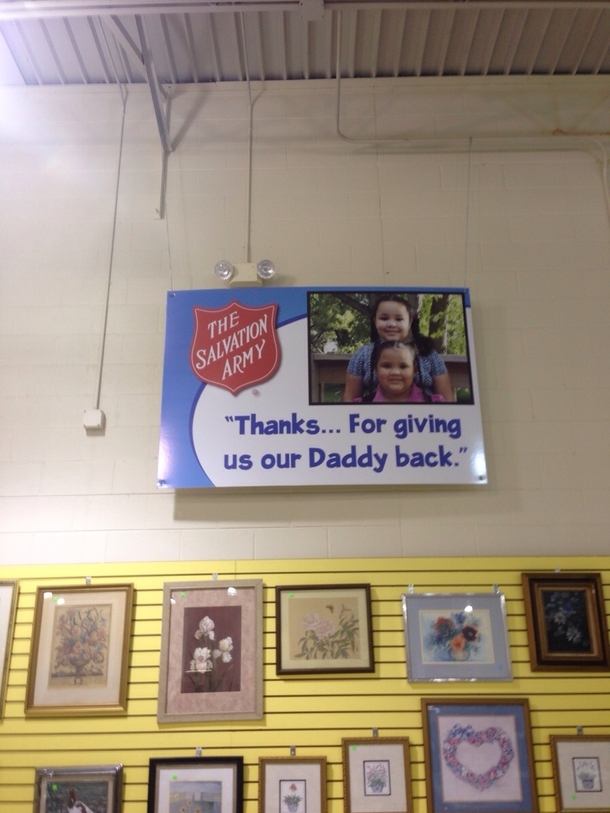 THE
SALVATION
ARMY
"Thanks... For giving
us our Daddy back."